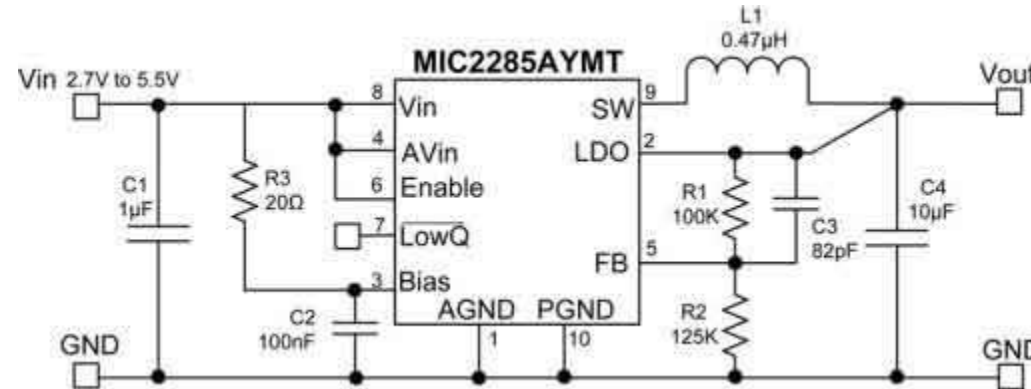 L1
0.47µH
MIC2285AYMT
Vin 2.7V to 5.5V
Vout
8 Vin
SW 9
4 AVin
LDO 2
6 Enable
R3
20Ω
C1
1µF
R1
100K
C4
10µF
7 LowQ
C3
82pF
FB 5
3 Bias
AGND PGND
R2
125K
C2
100nF
1
10
GND
GND